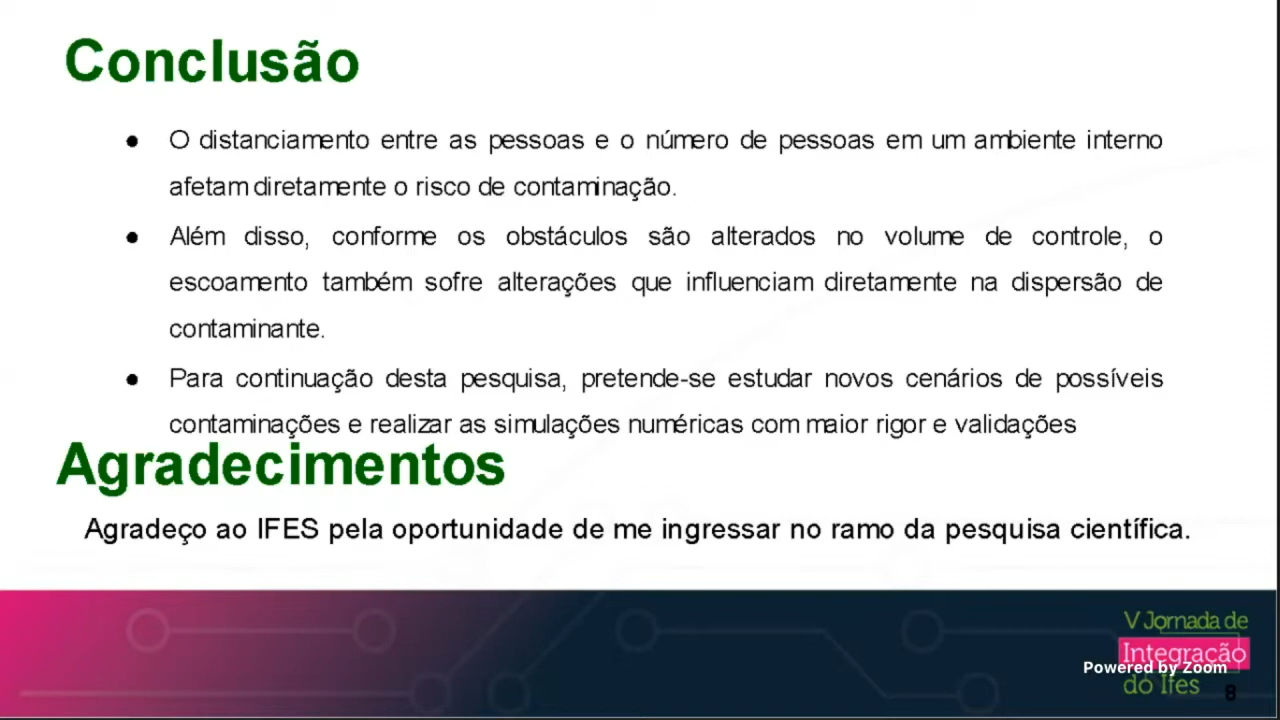 Conclusão
● O distanciamento entre as pessoas e o número de pessoas em um ambiente interno
afetam diretamente o risco de contaminação.
● Além disso, conforme os obstáculos são alterados no volume de controle, o
escoamento também sofre alterações que influenciam diretamente na dispersão de
contaminante.
● Para continuação desta pesquisa, pretende-se estudar novos cenários de possíveis
contaminações e realizar as simulações numéricas com maior rigor e validações
Agradecimentos
Agradeço ao IFES pela oportunidade de me ingressar no ramo da pesquisa científica.
V Jornada de
Integração
Powered by Zoom
do Ifes
8